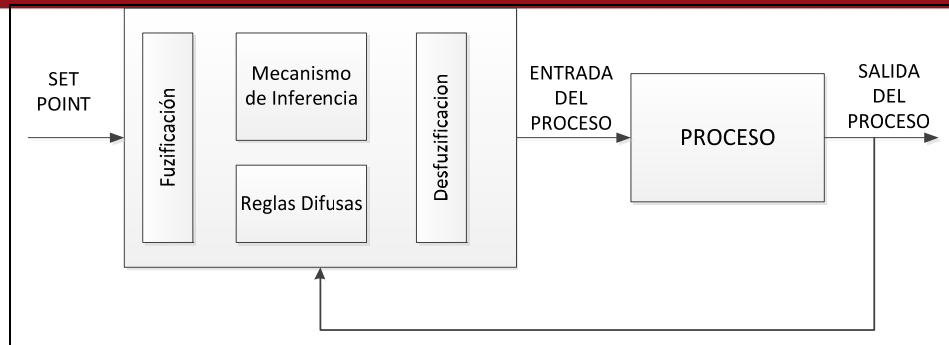 SET
POINT
Fuzificación
Mecanismo
de Inferencia
Reglas Difusas
Desfuzificacion
ENTRADA
DEL
PROCESO
PROCESO
SALIDA
DEL
PROCESO